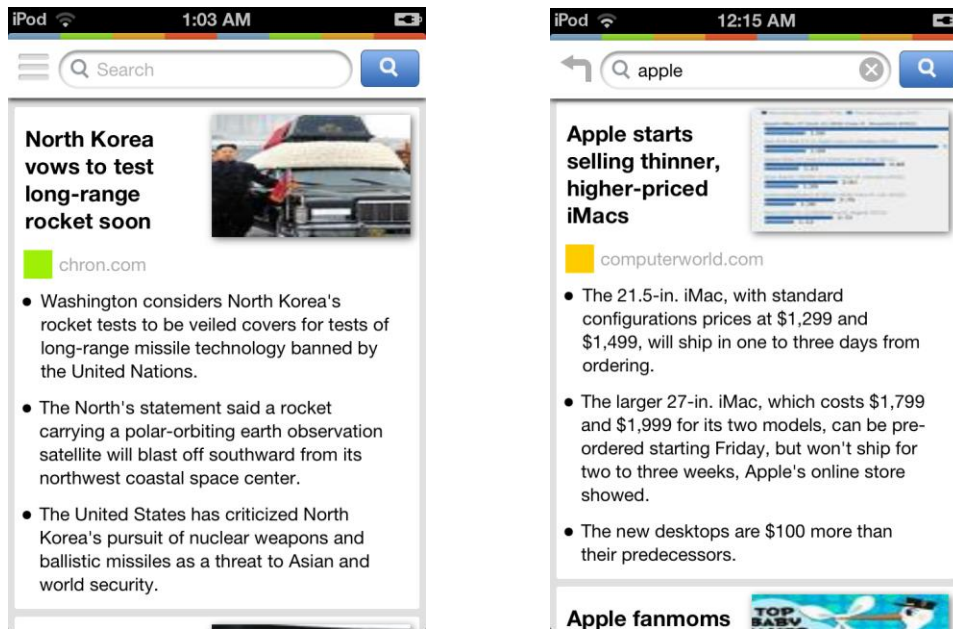 iPod 1:03 AM
Search
North Korea
vows to test
long-range
rocket soon
chron.com
• Washington considers North Korea's
rocket tests to be veiled covers for tests of
long-range missile technology banned by
the United Nations.
• The North's statement said a rocket
carrying a polar-orbiting earth observation
satellite will blast off southward from its
northwest coastal space center.
• The United States has criticized North
Korea's pursuit of nuclear weapons and
ballistic missiles as a threat to Asian and
world security.
iPod 12:15 AM
apple
Apple starts
selling thinner,
higher-priced
iMacs
computerworld.com
• The 21.5-in. iMac, with standard
configurations prices at $1,299 and
$1,499, will ship in one to three days from
ordering.
• The larger 27-in. iMac, which costs $1,799
and $1,999 for its two models, can be pre-
ordered starting Friday, but won't ship for
two to three weeks, Apple's online store
showed.
• The new desktops are $100 more than
their predecessors.
Apple fanmoms
TOP
BABY